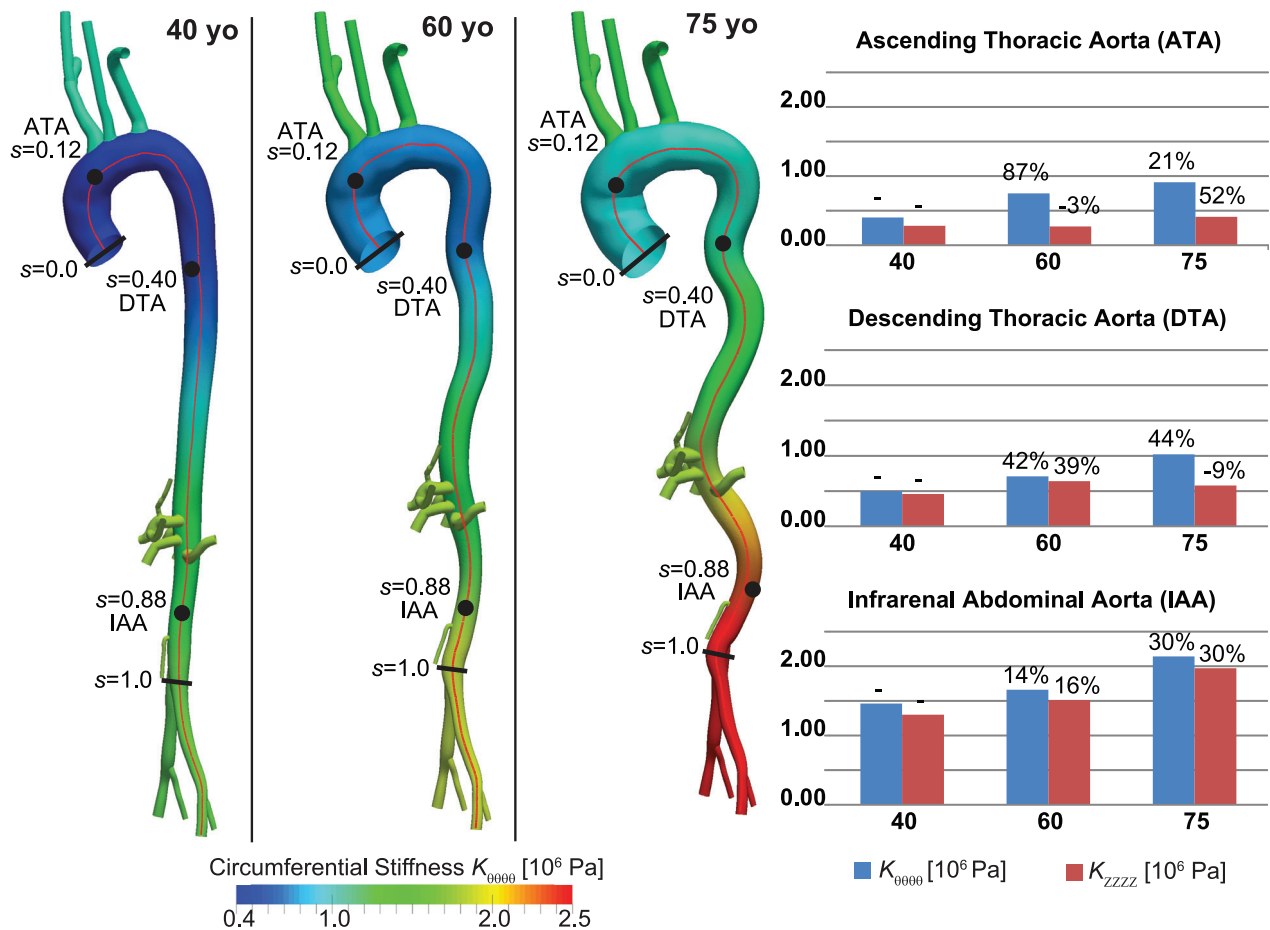 40 yo
ATA
s=0.12
s=0.0
s=0.40
DTA
s=0.88
IAA
s=1.0
60 yo
ATA
s=0.12
s=0.0
s=0.40
DTA
s=0.88
IAA
s=1.0
75 yo
ATA
s=0.12
s=0.0
s=0.40
DTA
s=0.88
IAA
s=1.0
Circumferential Stiffness Kθθθθ [10⁶ Pa]
0.4 1.0 2.0 2.5
Ascending Thoracic Aorta (ATA)
2.00
1.00
0.00
- -
87% -3%
21% 52%
40 60 75
Descending Thoracic Aorta (DTA)
2.00
1.00
0.00
- -
42% 39%
44% -9%
40 60 75
Infrarenal Abdominal Aorta (IAA)
2.00
1.00
0.00
- -
14% 16%
30% 30%
40 60 75
Kθθθθ [10⁶ Pa] KZZZZ [10⁶ Pa]